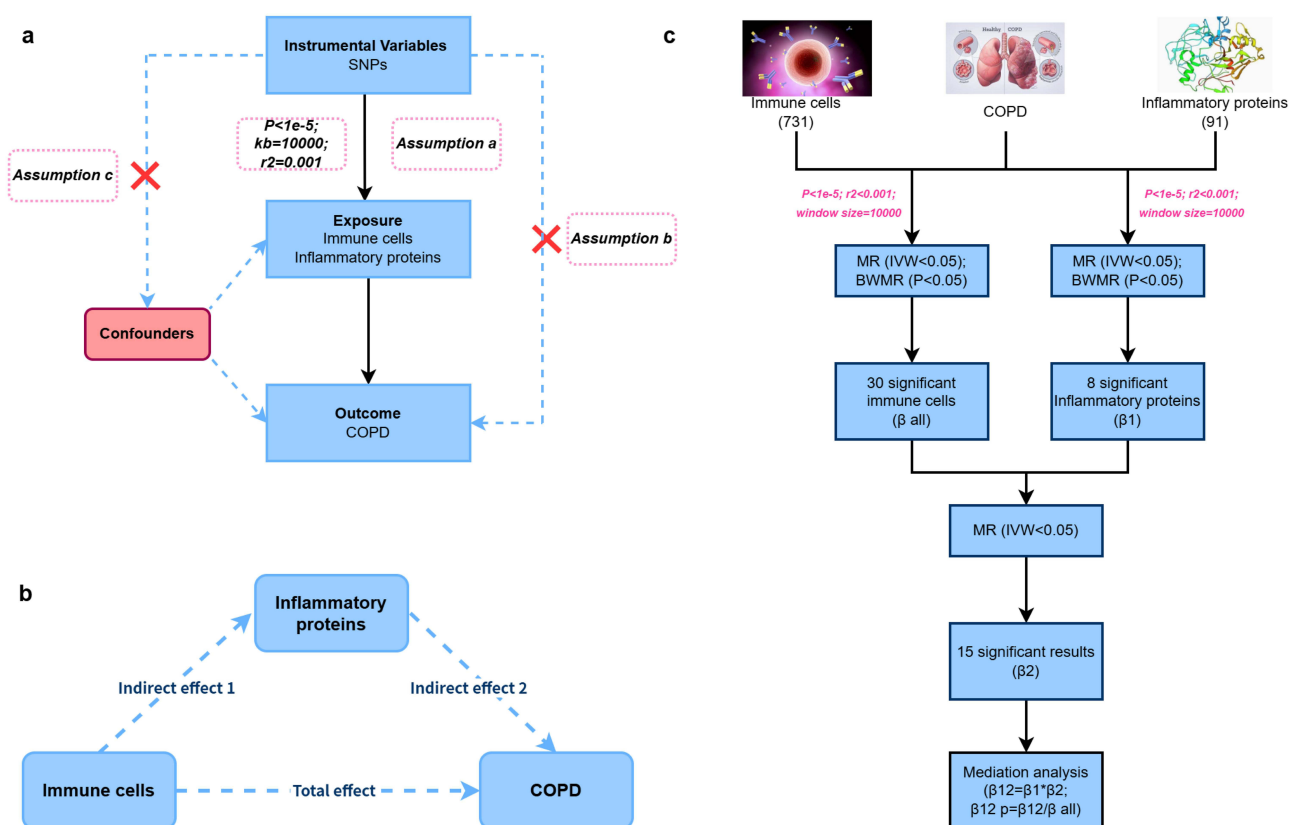 a
Instrumental Variables
SNPs
P<1e-5;
kb=10000;
r2=0.001
Assumption a
Assumption c
Assumption b
Exposure
Immune cells
Inflammatory proteins
Confounders
Outcome
COPD
b
Inflammatory
proteins
Indirect effect 1
Indirect effect 2
Immune cells
Total effect
COPD
c
Healthy
COPD
Immune cells
(731)
COPD
Inflammatory proteins
(91)
P<1e-5; r2<0.001;
window size=10000
P<1e-5; r2<0.001;
window size=10000
MR (IVW<0.05);
BWMR (P<0.05)
MR (IVW<0.05);
BWMR (P<0.05)
30 significant
immune cells
(β all)
8 significant
Inflammatory proteins
(β1)
MR (IVW<0.05)
15 significant results
(β2)
Mediation analysis
(β12=β1*β2;
β12 p=β12/β all)